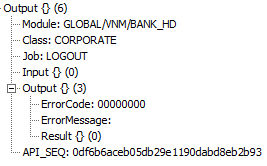 Output {} (6)
Module: GLOBAL/VNM/BANK_HD
Class: CORPORATE
Job: LOGOUT
Input {} (0)
Output {} (3)
ErrorCode: 00000000
ErrorMessage:
Result {} (0)
API_SEQ: 0df6b6aceb05db29e1190dabd8eb2b93